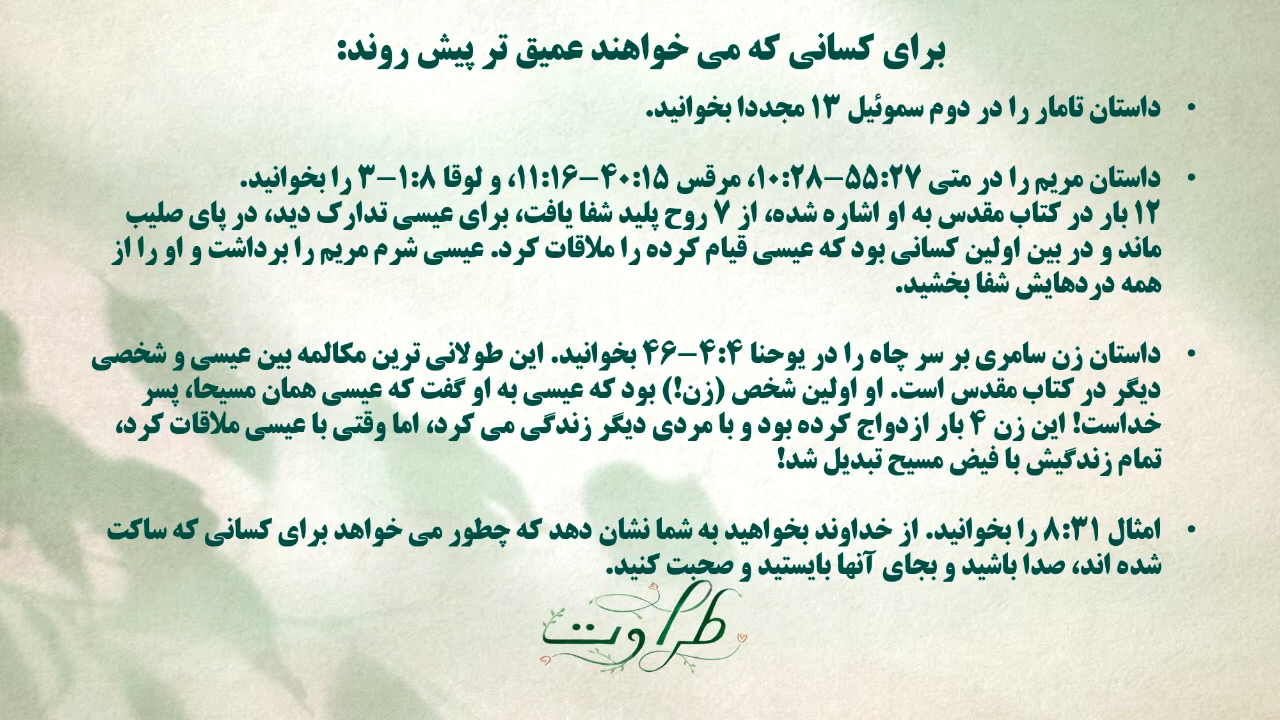 برای کسانی که می خواهند عمیق تر پیش روند:
• داستان تامار را در دوم سموئیل ۱۳ مجددا بخوانید.
• داستان مریم را در متی ۵۵:۲۷–۱۰:۲۸، مرقس ۴۰:۱۵–۱۱:۱۶، و لوقا ۱:۸–۳ را بخوانید.
۱۲ بار در کتاب مقدس به او اشاره شده، از ۷ روح پلید شفا یافت، برای عیسی تدارک دید، در پای صلیب
ماند و در بین اولین کسانی بود که عیسی قیام کرده را ملاقات کرد. عیسی شرم مریم را برداشت و او را از
همه دردهایش شفا بخشید.
• داستان زن سامری بر سر چاه را در یوحنا ۴:۴–۴۶ بخوانید. این طولانی ترین مکالمه بین عیسی و شخصی
دیگر در کتاب مقدس است. او اولین شخص (زن!) بود که عیسی به او گفت که عیسی همان مسیحا، پسر
خداست! این زن ۴ بار ازدواج کرده بود و با مردی دیگر زندگی می کرد، اما وقتی با عیسی ملاقات کرد،
تمام زندگیش با فیض مسیح تبدیل شد!
• امثال ۸:۳۱ را بخوانید. از خداوند بخواهید به شما نشان دهد که چطور می خواهد برای کسانی که ساکت
شده اند، صدا باشید و بجای آنها بایستید و صحبت کنید.
طراوت